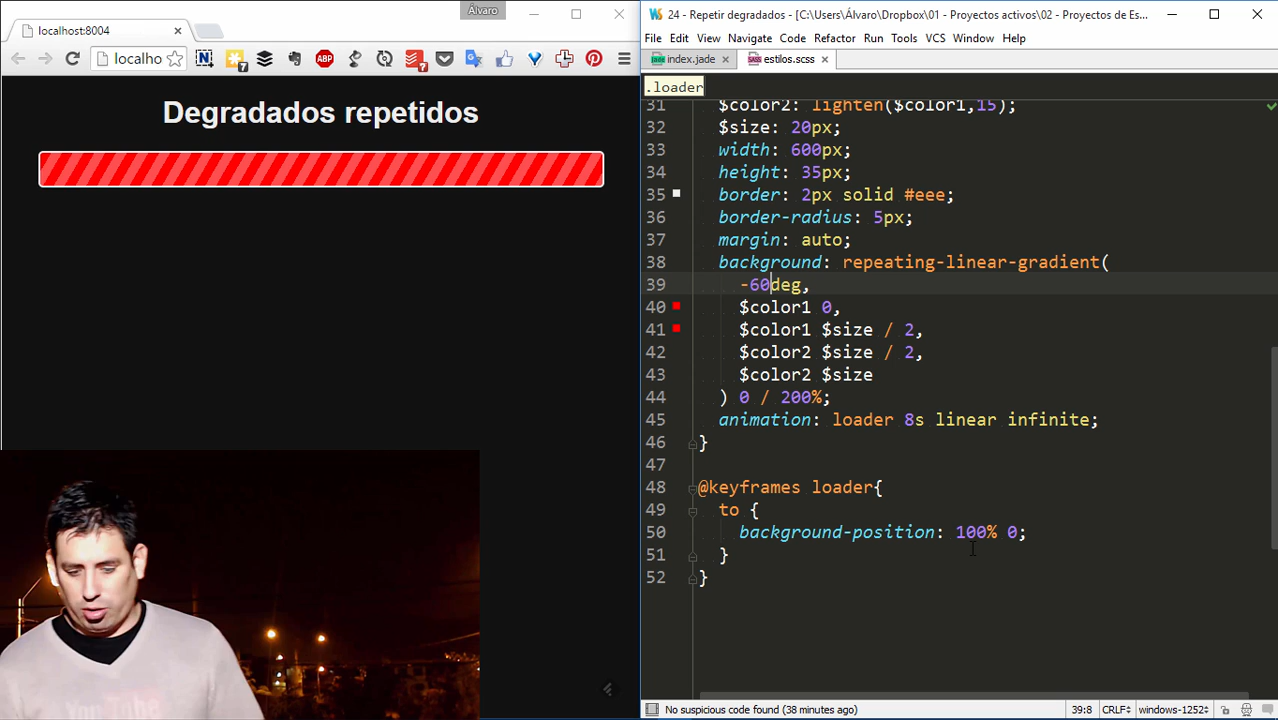 Álvaro
localhost:8004
localho
Degradados repetidos
24 - Repetir degradados - [C:\Users\Álvaro\Dropbox\01 - Proyectos activos\02 - Proyectos de Es...
File Edit View Navigate Code Refactor Run Tools VCS Window Help
index.jade estilos.scss
.loader
31 $color2: lighten($color1,15);
32 $size: 20px;
33 width: 600px;
34 height: 35px;
35 border: 2px solid #eee;
36 border-radius: 5px;
37 margin: auto;
38 background: repeating-linear-gradient(
39 -60deg,
40 $color1 0,
41 $color1 $size / 2,
42 $color2 $size / 2,
43 $color2 $size
44 ) 0 / 200%;
45 animation: loader 8s linear infinite;
46 }
47
48 @keyframes loader{
49 to {
50 background-position: 100% 0;
51 }
52 }
No suspicious code found (38 minutes ago) 39:8 CRLF windows-1252